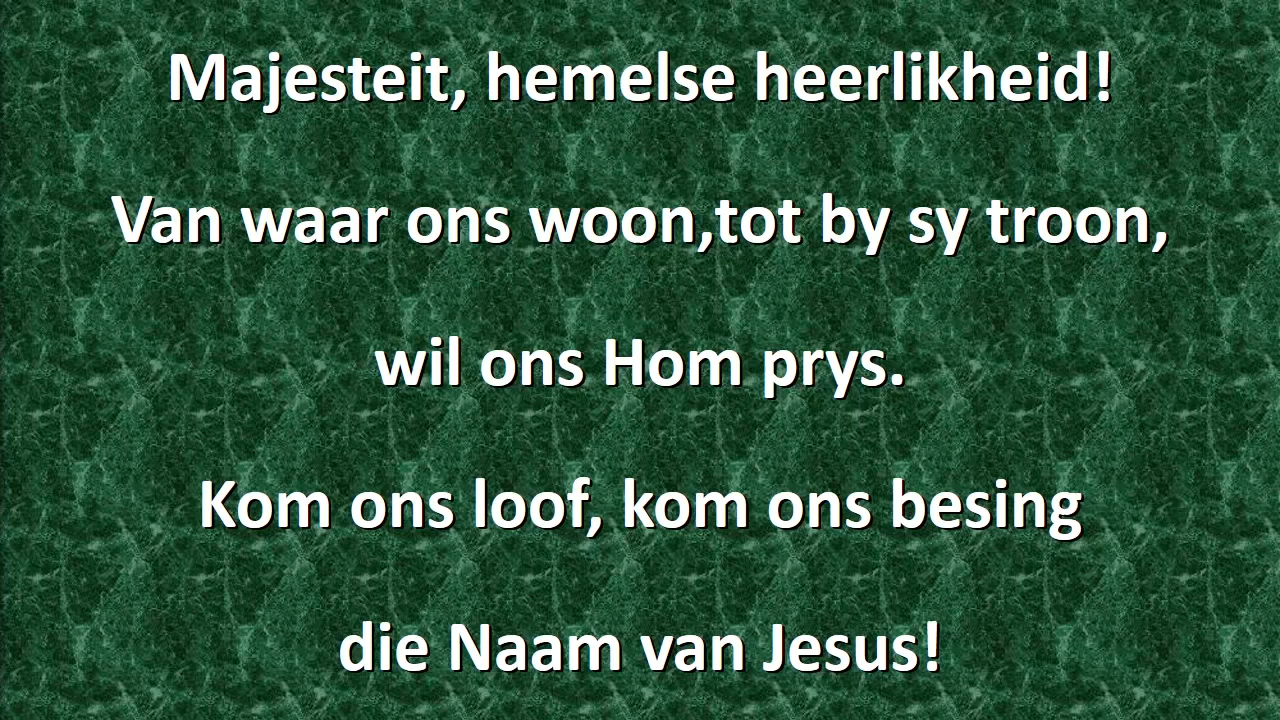 Majesteit, hemelse heerlikheid!
Van waar ons woon,tot by sy troon,
wil ons Hom prys.
Kom ons loof, kom ons besing
die Naam van Jesus!